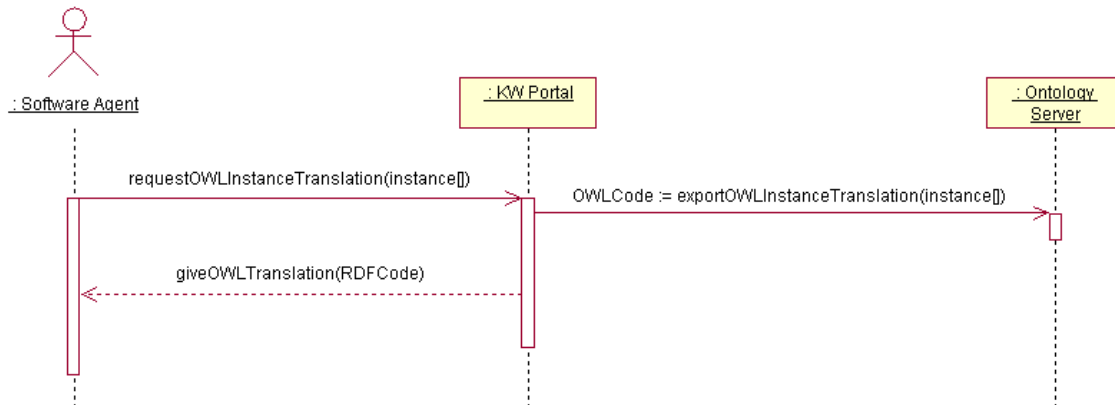 : Software Agent
: KW Portal
: Ontology
Server
requestOWLInstanceTranslation(instance[])
OWLCode := exportOWLInstanceTranslation(instance[])
giveOWLTranslation(RDFCode)